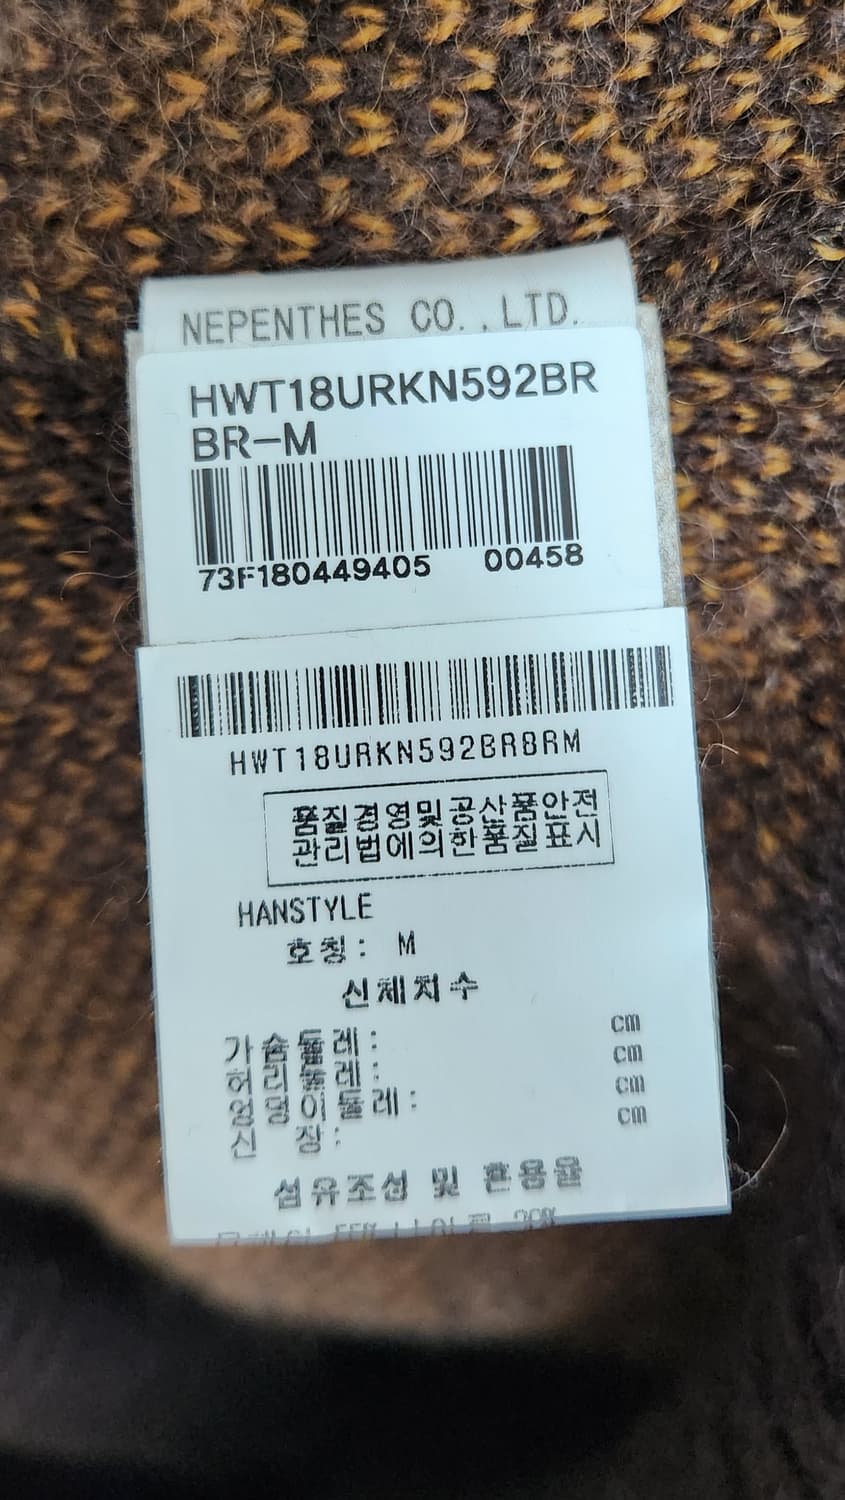 NEPENTHES CO.,LTD.
HWT18URKN592BR
BR-M
73F180449405 00458
HWT18URKN592BRBRM
품질경영및공산품안전
관리법에의한품질표시
HANSTYLE
호칭: M
신체치수
가슴둘레: cm
허리둘레: cm
엉덩이둘레: cm
신 장: cm
섬유조성 및 혼용율